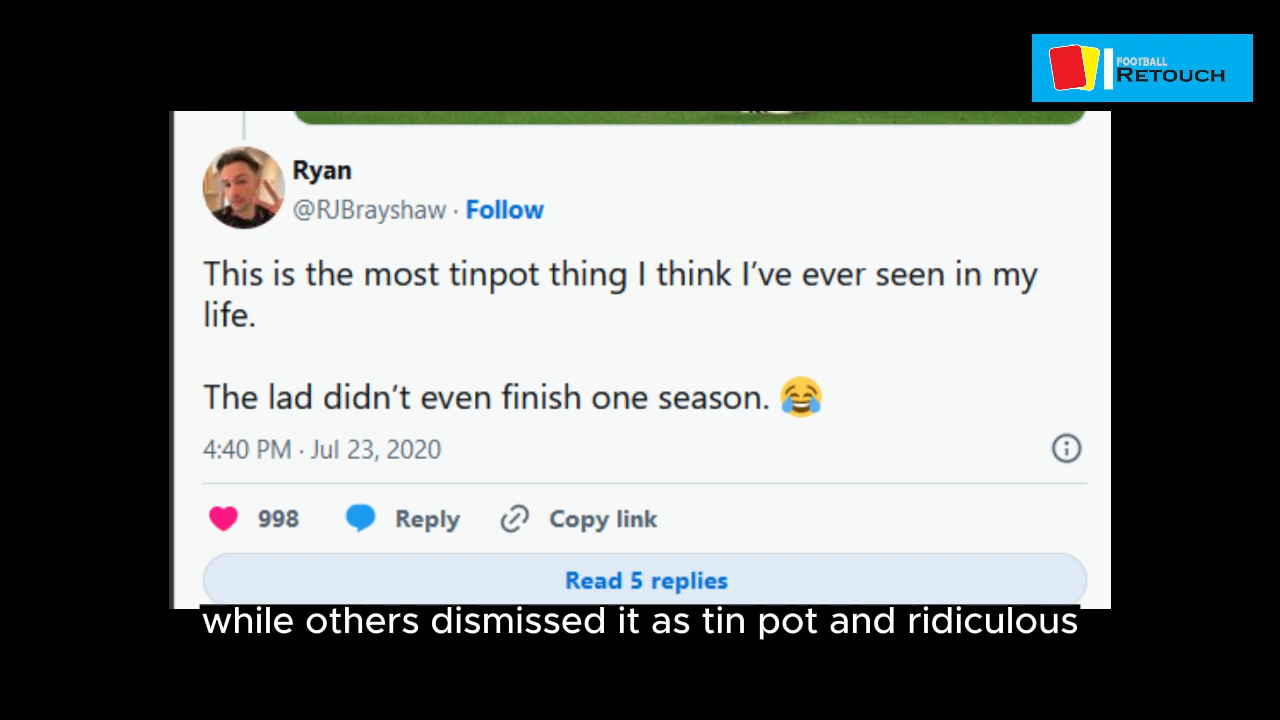 FOOTBALL
RETOUCH
Ryan
@RJBrayshaw · Follow
This is the most tinpot thing I think I’ve ever seen in my
life.
The lad didn’t even finish one season. 😂
4:40 PM · Jul 23, 2020
998 Reply Copy link
Read 5 replies
while others dismissed it as tin pot and ridiculous